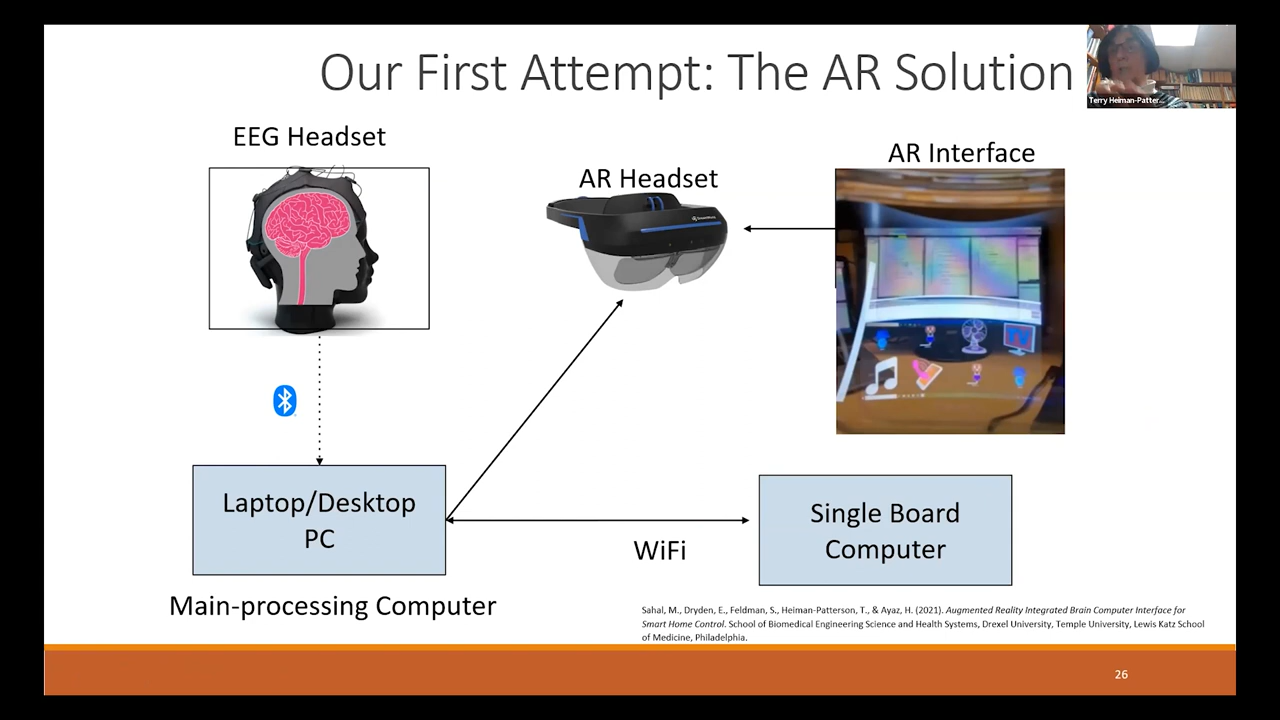 Our First Attempt: The AR Solution
Terry Heiman-Patter...
EEG Headset
AR Headset
AR Interface
Laptop/Desktop
PC
Main-processing Computer
WiFi
Single Board
Computer
Sahal, M., Dryden, E., Feldman, S., Heiman-Patterson, T., & Ayaz, H. (2021). Augmented Reality Integrated Brain Computer Interface for
Smart Home Control. School of Biomedical Engineering Science and Health Systems, Drexel University, Temple University, Lewis Katz School
of Medicine, Philadelphia.
26